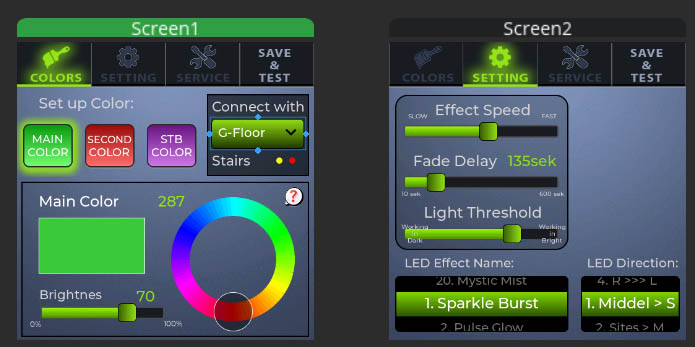 Screen1
COLORS
SETTING
SERVICE
SAVE
&
TEST
Set up Color:
Connect with
MAIN
COLOR
SECOND
COLOR
STB
COLOR
G-Floor
Stairs
Main Color
287
?
Brightnes
70
0%
100%
Screen2
COLORS
SETTING
SERVICE
SAVE
&
TEST
Effect Speed
SLOW
FAST
Fade Delay 135sek
10 sek
600 sek
Light Threshold
Working
in
Dark
Working
in
Bright
LED Effect Name:
LED Direction:
20. Mystic Mist
1. Sparkle Burst
2. Pulse Glow
4. R >>> L
1. Middel > S
2. Sites > M